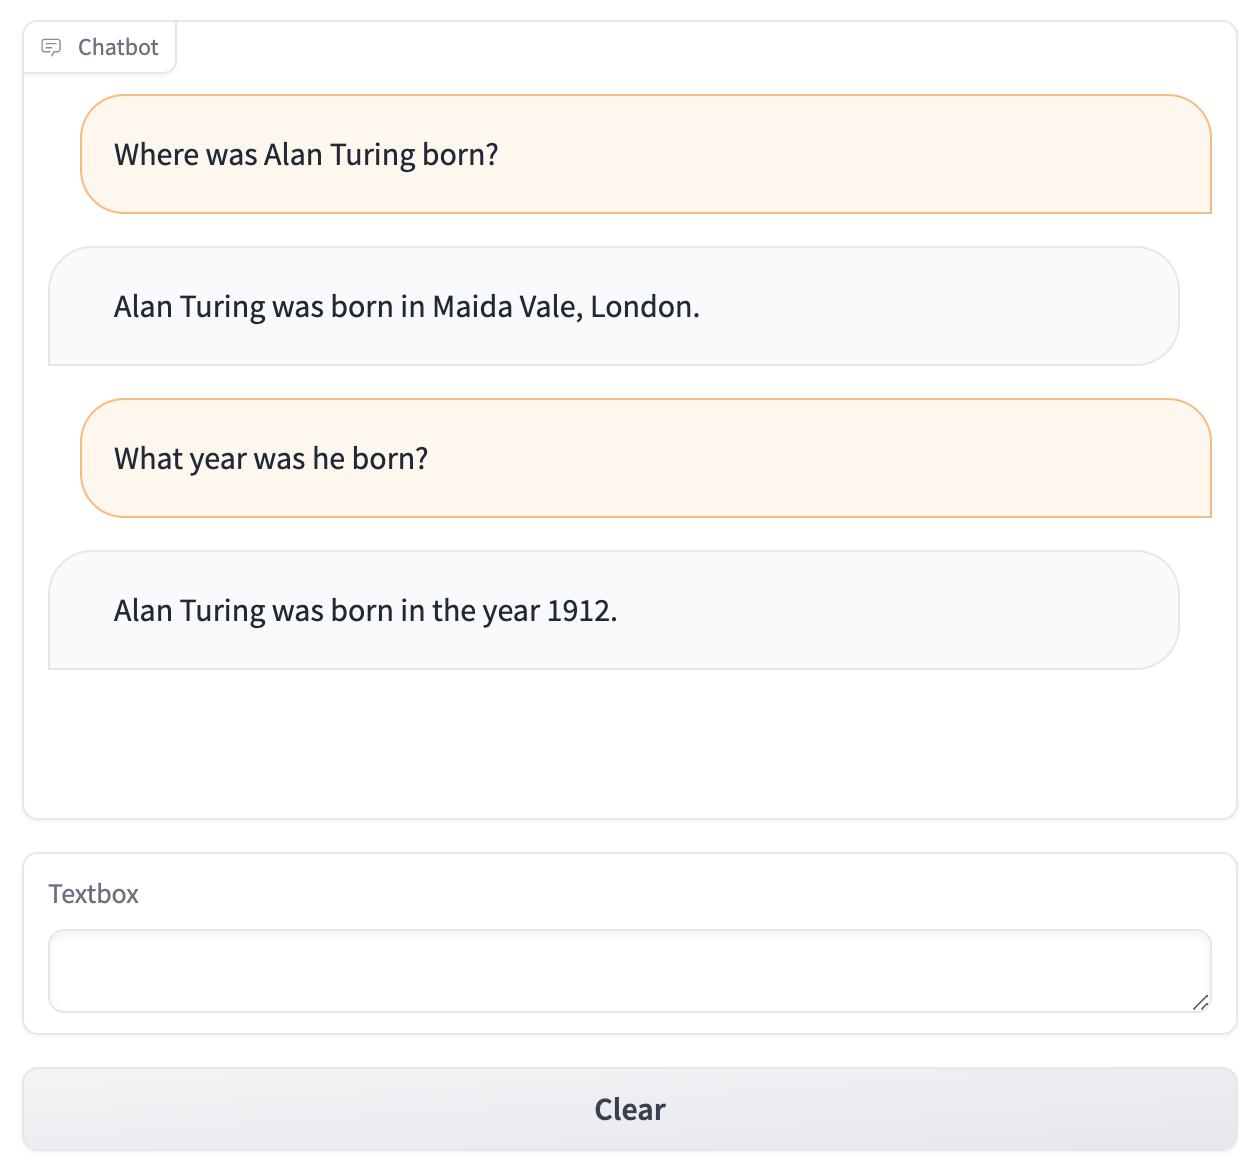 Chatbot
Where was Alan Turing born?
Alan Turing was born in Maida Vale, London.
What year was he born?
Alan Turing was born in the year 1912.
Textbox
Clear